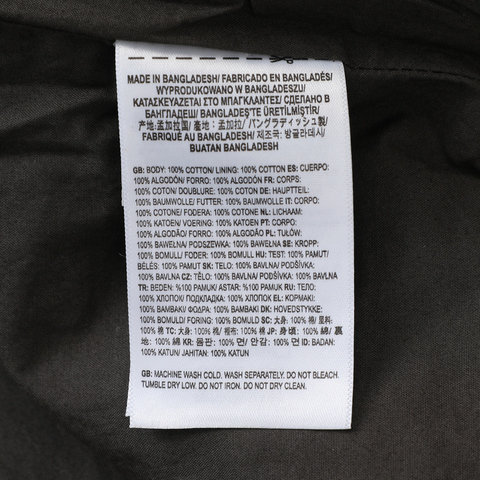 MADE IN BANGLADESH/ FABRICADO EN BANGLADÉS/
WYPRODUKOWANO W BANGLADESZU/
ΚΑΤΑΣΚΕΥΑΖΕΤΑΙ ΣΤΟ ΜΠΑΓΚΛΑΝΤΕΣ/ СДЕЛАНО В
БАНГЛАДЕШ/ BANGLADEŞ'TE ÜRETİLMİŞTİR/
产地:孟加拉国/ 產地:孟加拉/ バングラディッシュ製/
FABRIQUÉ AU BANGLADESH/ 제조국: 방글라데시/
BUATAN BANGLADESH
GB: BODY: 100% COTTON/ LINING: 100% COTTON ES: CUERPO:
100% ALGODÓN/ FORRO: 100% ALGODÓN FR: CORPS:
100% COTON/ DOUBLURE: 100% COTON DE: HAUPTTEIL:
100% BAUMWOLLE/ FUTTER: 100% BAUMWOLLE IT: CORPO:
100% COTONE/ FODERA: 100% COTONE NL: LICHAAM:
100% KATOEN/ VOERING: 100% KATOEN PT: CORPO:
100% ALGODÃO/ FORRO: 100% ALGODÃO PL: TUŁÓW:
100% BAWEŁNA/ PODSZEWKA: 100% BAWEŁNA SE: KROPP:
100% BOMULL/ FODER: 100% BOMULL HU: TEST: 100% PAMUT/
BÉLÉS: 100% PAMUT SK: TELO: 100% BAVLNA/ PODŠÍVKA:
100% BAVLNA CZ: TĚLO: 100% BAVLNA/ PODŠÍVKA: 100% BAVLNA
TR: BEDEN: %100 PAMUK/ ASTAR: %100 PAMUK RU:
100% ХЛОПОК/ ПОДКЛАДКА: 100% ХЛОПОК EL: ΚΟΡΜΑΚΙ:
100% ΒΑΜΒΑΚΙ/ ΦΟΔΡΑ: 100% ΒΑΜΒΑΚΙ DK: HOVEDSTYKKE:
100% BOMULD/ FORING: 100% BOMULD SC: 大身: 100% 棉/ 里料:
100% 棉 TC: 大身: 100% 棉/ 裡布: 100% 棉 JP: 身頃: 100% 綿/ 裏
地: 100% 綿 KR: 몸판: 100% 면/ 안감: 100% 면 ID: BADAN:
100% KATUN/ JAHITAN: 100% KATUN
GB: MACHINE WASH COLD. WASH SEPARATELY. DO NOT BLEACH.
TUMBLE DRY LOW. DO NOT IRON. DO NOT DRY CLEAN.